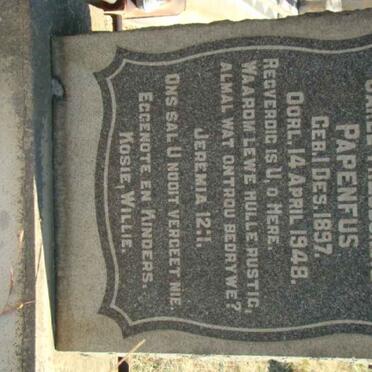 PAPENFUS
GEB. 1 DES. 1897.
OORL. 14 APRIL 1948.
REGVERDIG IS U, O HERE.
WAAROM LEWE HULLE RUSTIG,
ALMAL WAT ONTROU BEDRYWE?
JEREMIA 12:1.
ONS SAL U NOOIT VERGEET NIE.
EGGENOTE EN KINDERS.
KOSIE, WILLIE.